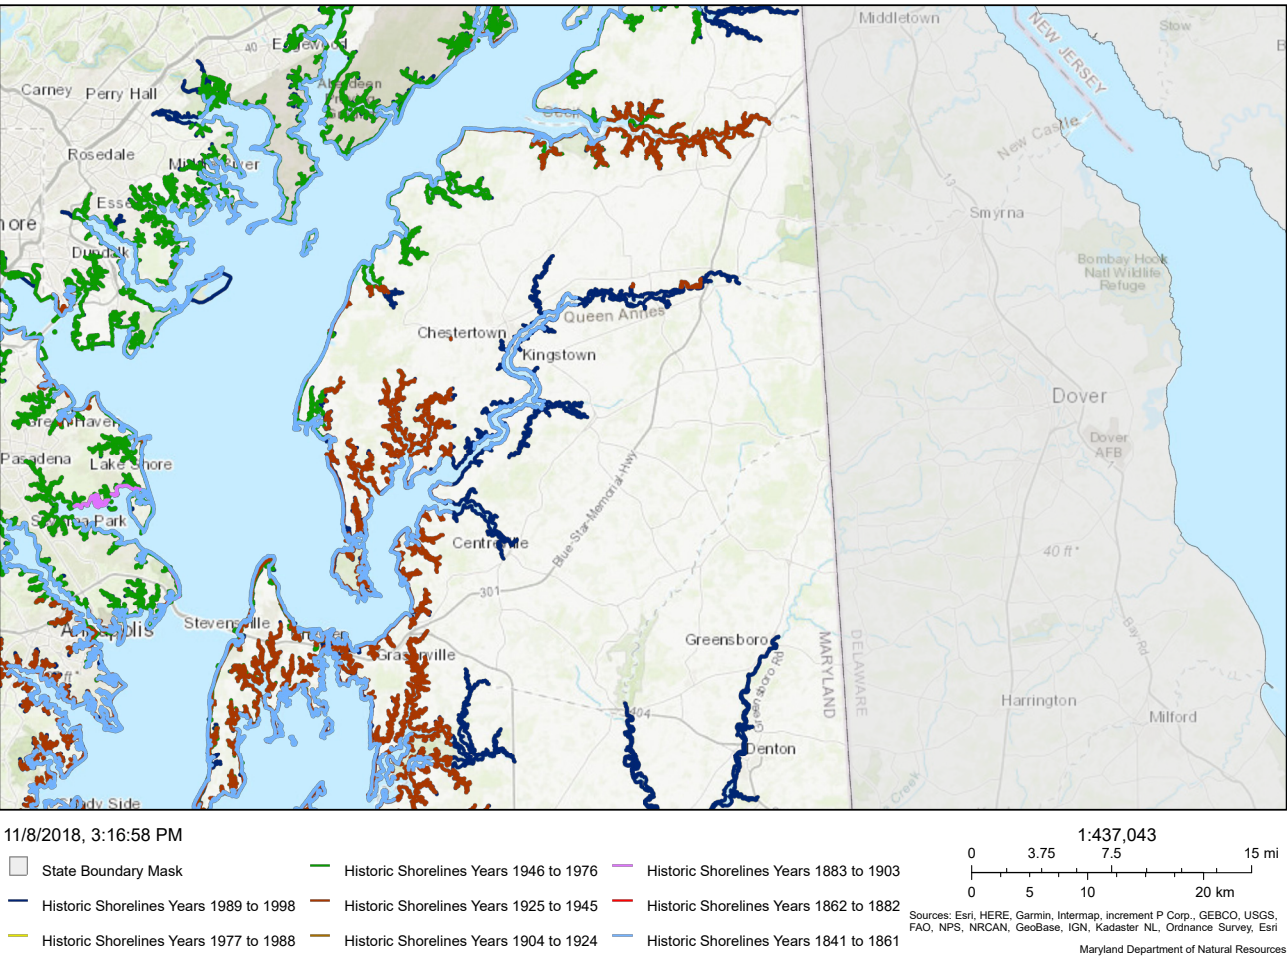 Middletown
Stow
NEW JERSEY
40
Carney
Perry Hall
Aberdeen
New Castle
Rosedale
13
Smyrna
Dundalk
Bombay Hook
Natl Wildlife
Refuge
Queen Annes
Chestertown
Kingstown
Dover
Dover
AFB
Pasadena
Lake Shore
Blue-Star-Memorial-Hwy
Centreville
40 ft
301
Stevensville
Annapolis
Grasonville
Greensboro
Greensboro Rd
MARYLAND
DELAWARE
Bay Rd
Harrington
Milford
404
Denton
Creek
Shady Side
11/8/2018, 3:16:58 PM
State Boundary Mask
Historic Shorelines Years 1989 to 1998
Historic Shorelines Years 1977 to 1988
Historic Shorelines Years 1946 to 1976
Historic Shorelines Years 1925 to 1945
Historic Shorelines Years 1904 to 1924
Historic Shorelines Years 1883 to 1903
Historic Shorelines Years 1862 to 1882
Historic Shorelines Years 1841 to 1861
1:437,043
0 3.75 7.5 15 mi
0 5 10 20 km
Sources: Esri, HERE, Garmin, Intermap, increment P Corp., GEBCO, USGS,
FAO, NPS, NRCAN, GeoBase, IGN, Kadaster NL, Ordnance Survey, Esri
Maryland Department of Natural Resources